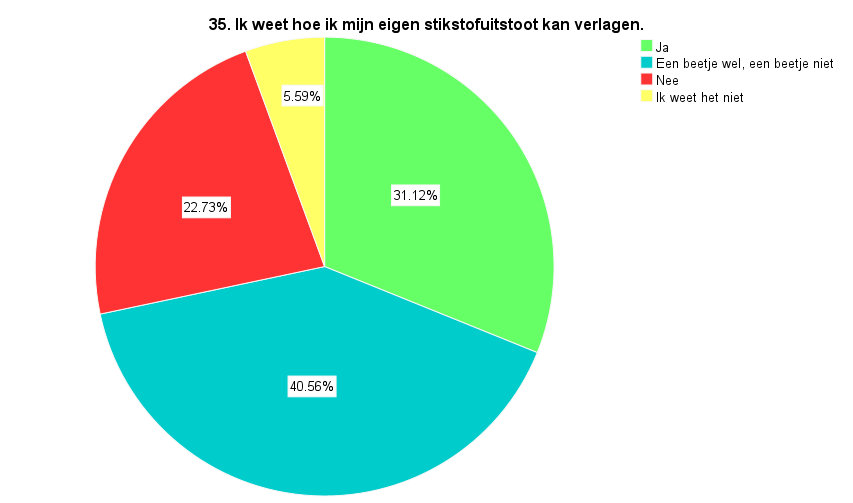 35. Ik weet hoe ik mijn eigen stikstofuitstoot kan verlagen.
Ja
Een beetje wel, een beetje niet
Nee
Ik weet het niet
5.59%
31.12%
22.73%
40.56%